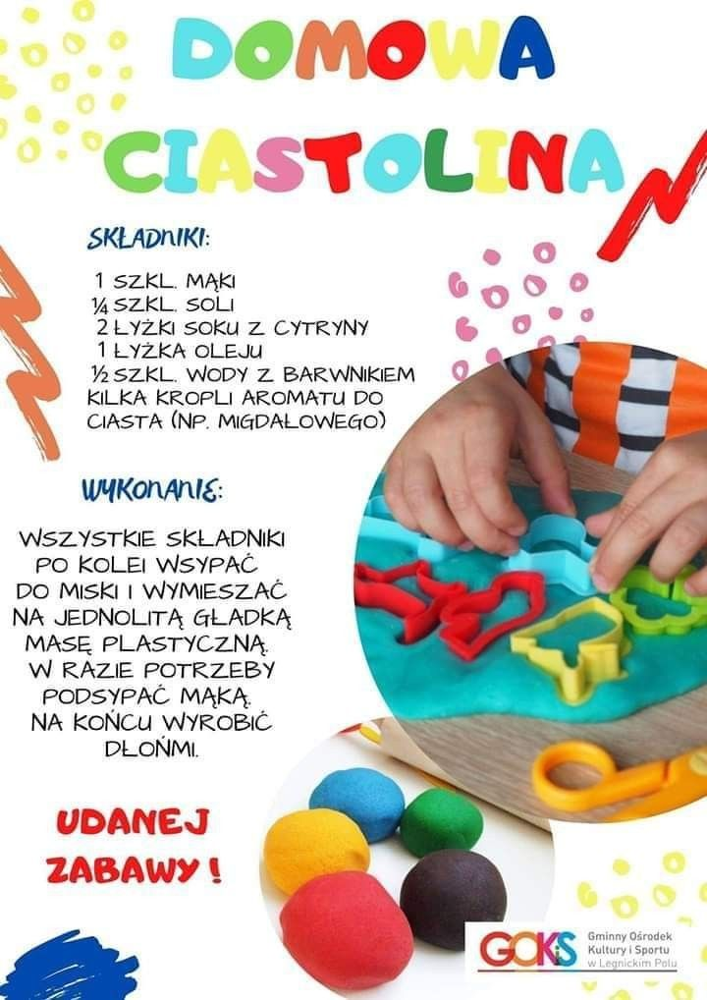 DOMOWA
CIASTOLINA
SKŁADNIKI:
1 SZKL. MĄKI
¼ SZKL. SOLI
2 ŁYŻKI SOKU Z CYTRYNY
1 ŁYŻKA OLEJU
½ SZKL. WODY Z BARWNIKIEM
KILKA KROPLI AROMATU DO
CIASTA (NP. MIGDAŁOWEGO)
WYKONANIE:
WSZYSTKIE SKŁADNIKI
PO KOLEI WSYPAĆ
DO MISKI I WYMIESZAĆ
NA JEDNOLITĄ GŁADKĄ
MASĘ PLASTYCZNĄ.
W RAZIE POTRZEBY
PODSYPAĆ MĄKĄ.
NA KOŃCU WYROBIĆ
DŁOŃMI.
UDANEJ
ZABAWY !
GOKiS
Gminny Ośrodek
Kultury i Sportu
w Legnickim Polu